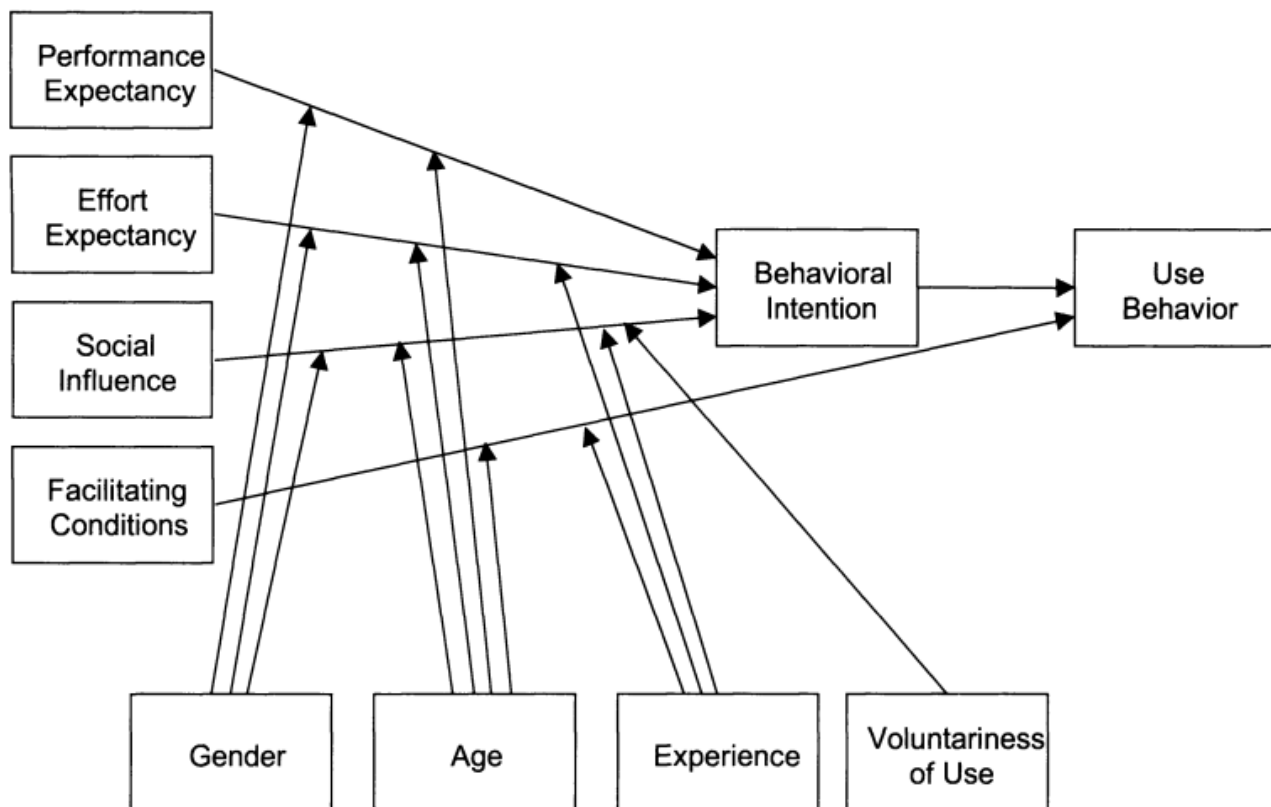 Performance
Expectancy
Effort
Expectancy
Social
Influence
Facilitating
Conditions
Behavioral
Intention
Use
Behavior
Gender
Age
Experience
Voluntariness
of Use